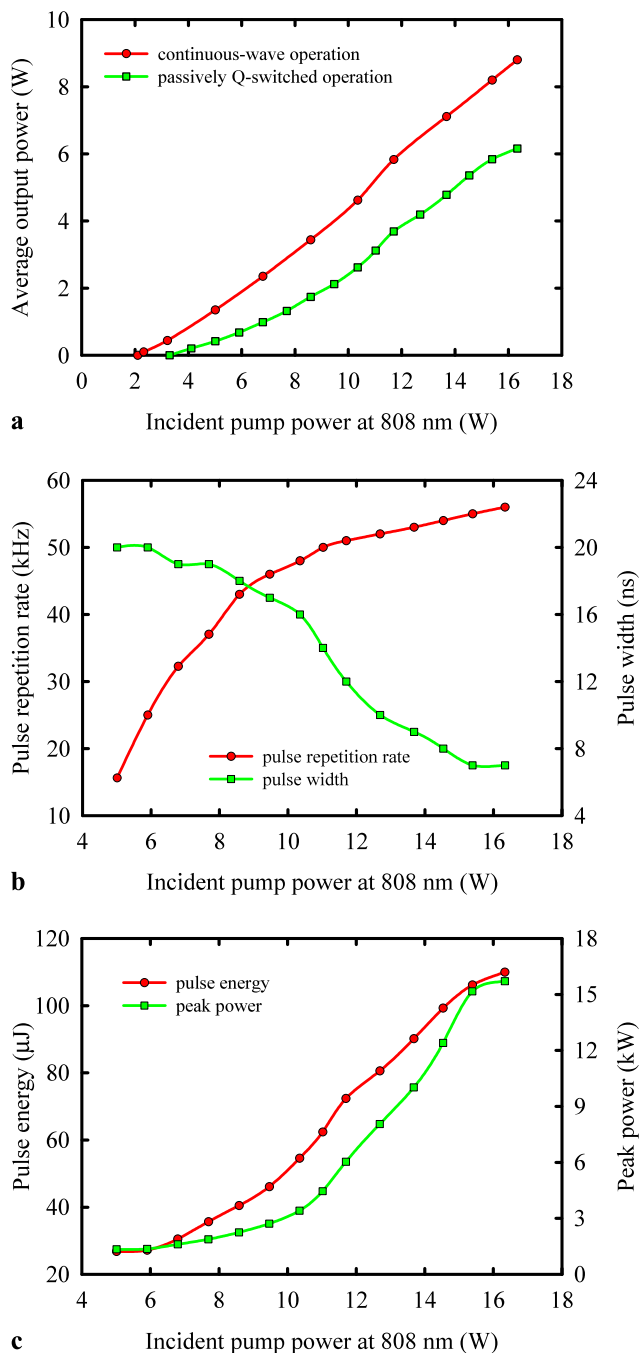 10
8
6
4
2
0
Average output power (W)
continuous-wave operation
passively Q-switched operation
0 2 4 6 8 10 12 14 16 18
a
Incident pump power at 808 nm (W)
60
50
40
30
20
10
Pulse repetition rate (kHz)
24
20
16
12
8
4
Pulse width (ns)
pulse repetition rate
pulse width
4 6 8 10 12 14 16 18
b
Incident pump power at 808 nm (W)
120
100
80
60
40
20
Pulse energy (μJ)
18
15
12
9
6
3
0
Peak power (kW)
pulse energy
peak power
4 6 8 10 12 14 16 18
c
Incident pump power at 808 nm (W)